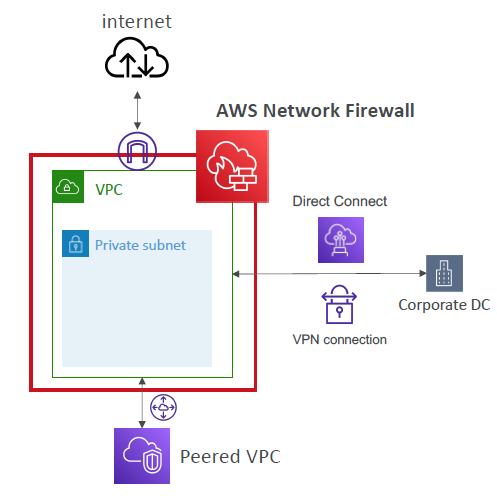 internet
AWS Network Firewall
VPC
Direct Connect
Private subnet
Corporate DC
VPN connection
Peered VPC